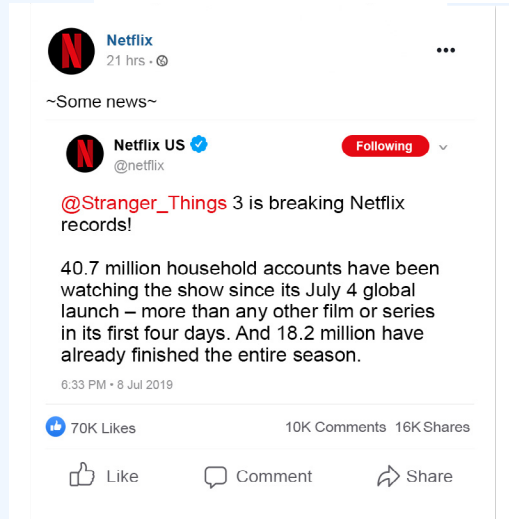 Netflix
21 hrs ·
~Some news~
Netflix US
@netflix
Following
@Stranger_Things 3 is breaking Netflix
records!
40.7 million household accounts have been
watching the show since its July 4 global
launch – more than any other film or series
in its first four days. And 18.2 million have
already finished the entire season.
6:33 PM • 8 Jul 2019
70K Likes
10K Comments 16K Shares
Like Comment Share